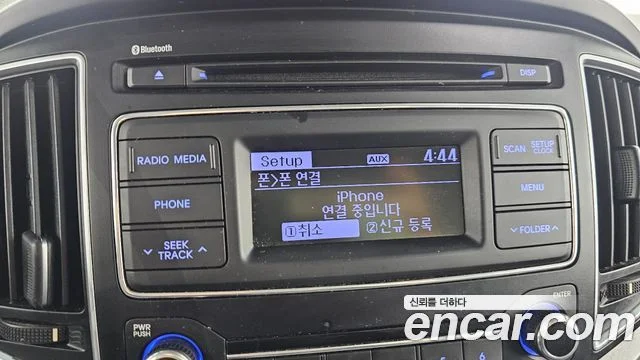 Bluetooth
DISP
RADIO MEDIA
PHONE
SEEK
TRACK
Setup AUX 4:44
폰>폰 연결
iPhone
연결 중입니다
①취소 ②신규 등록
SCAN SETUP
CLOCK
MENU
FOLDER
PWR
PUSH
ENTER
6
신뢰를 더하다
encar.com